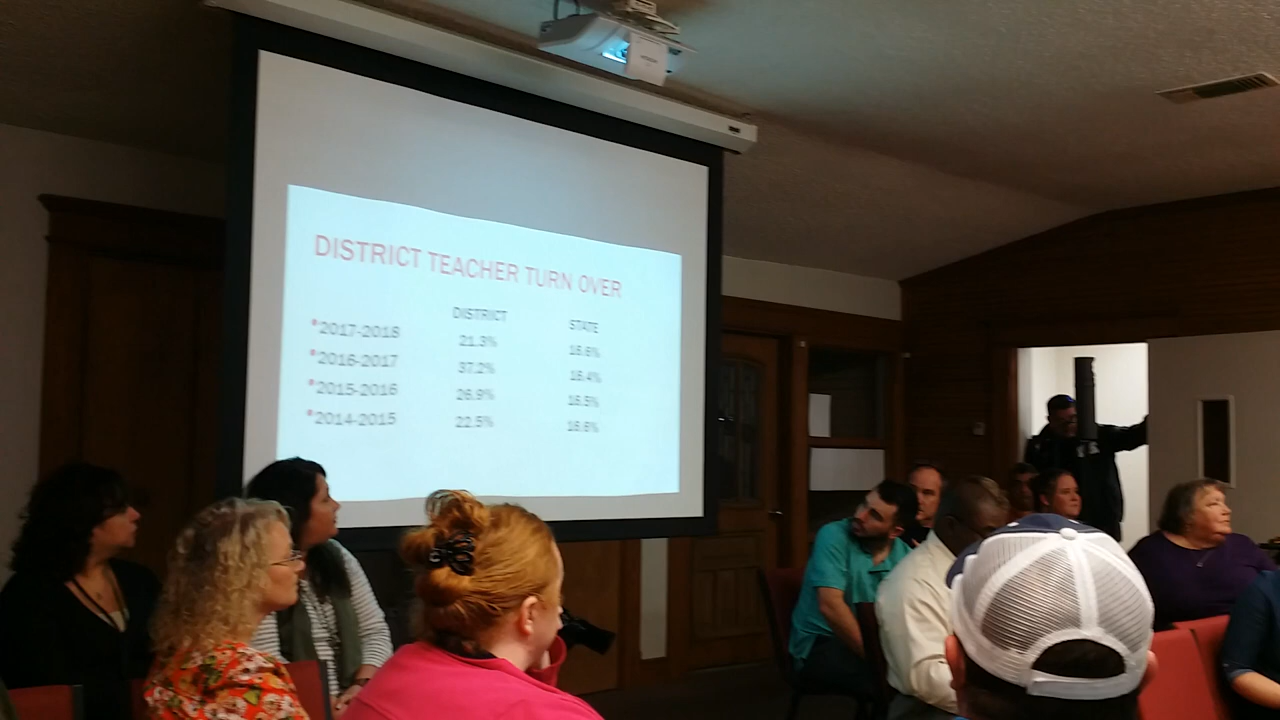 DISTRICT TEACHER TURN OVER
DISTRICT STATE
*2017-2018 21.3% 16.6%
*2016-2017 37.2% 16.4%
*2015-2016 26.9% 16.5%
*2014-2015 22.5% 16.6%